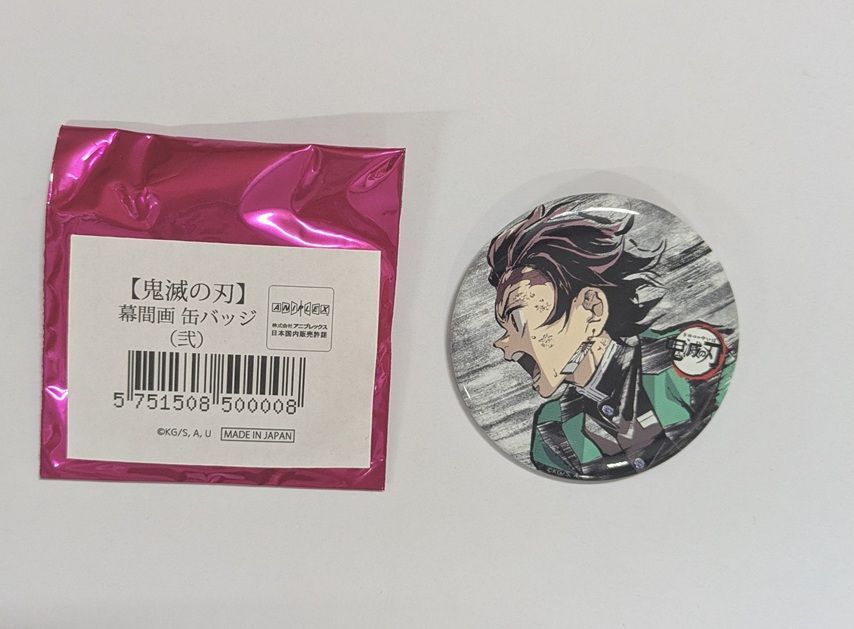 【鬼滅の刃】
幕間画 缶バッジ
(弐)
ANIPLEX
株式会社アニプレックス
日本国内販売許諾
5 751508 500008
©KG/S, A, U
MADE IN JAPAN
鬼滅の刃
©KG/S, A